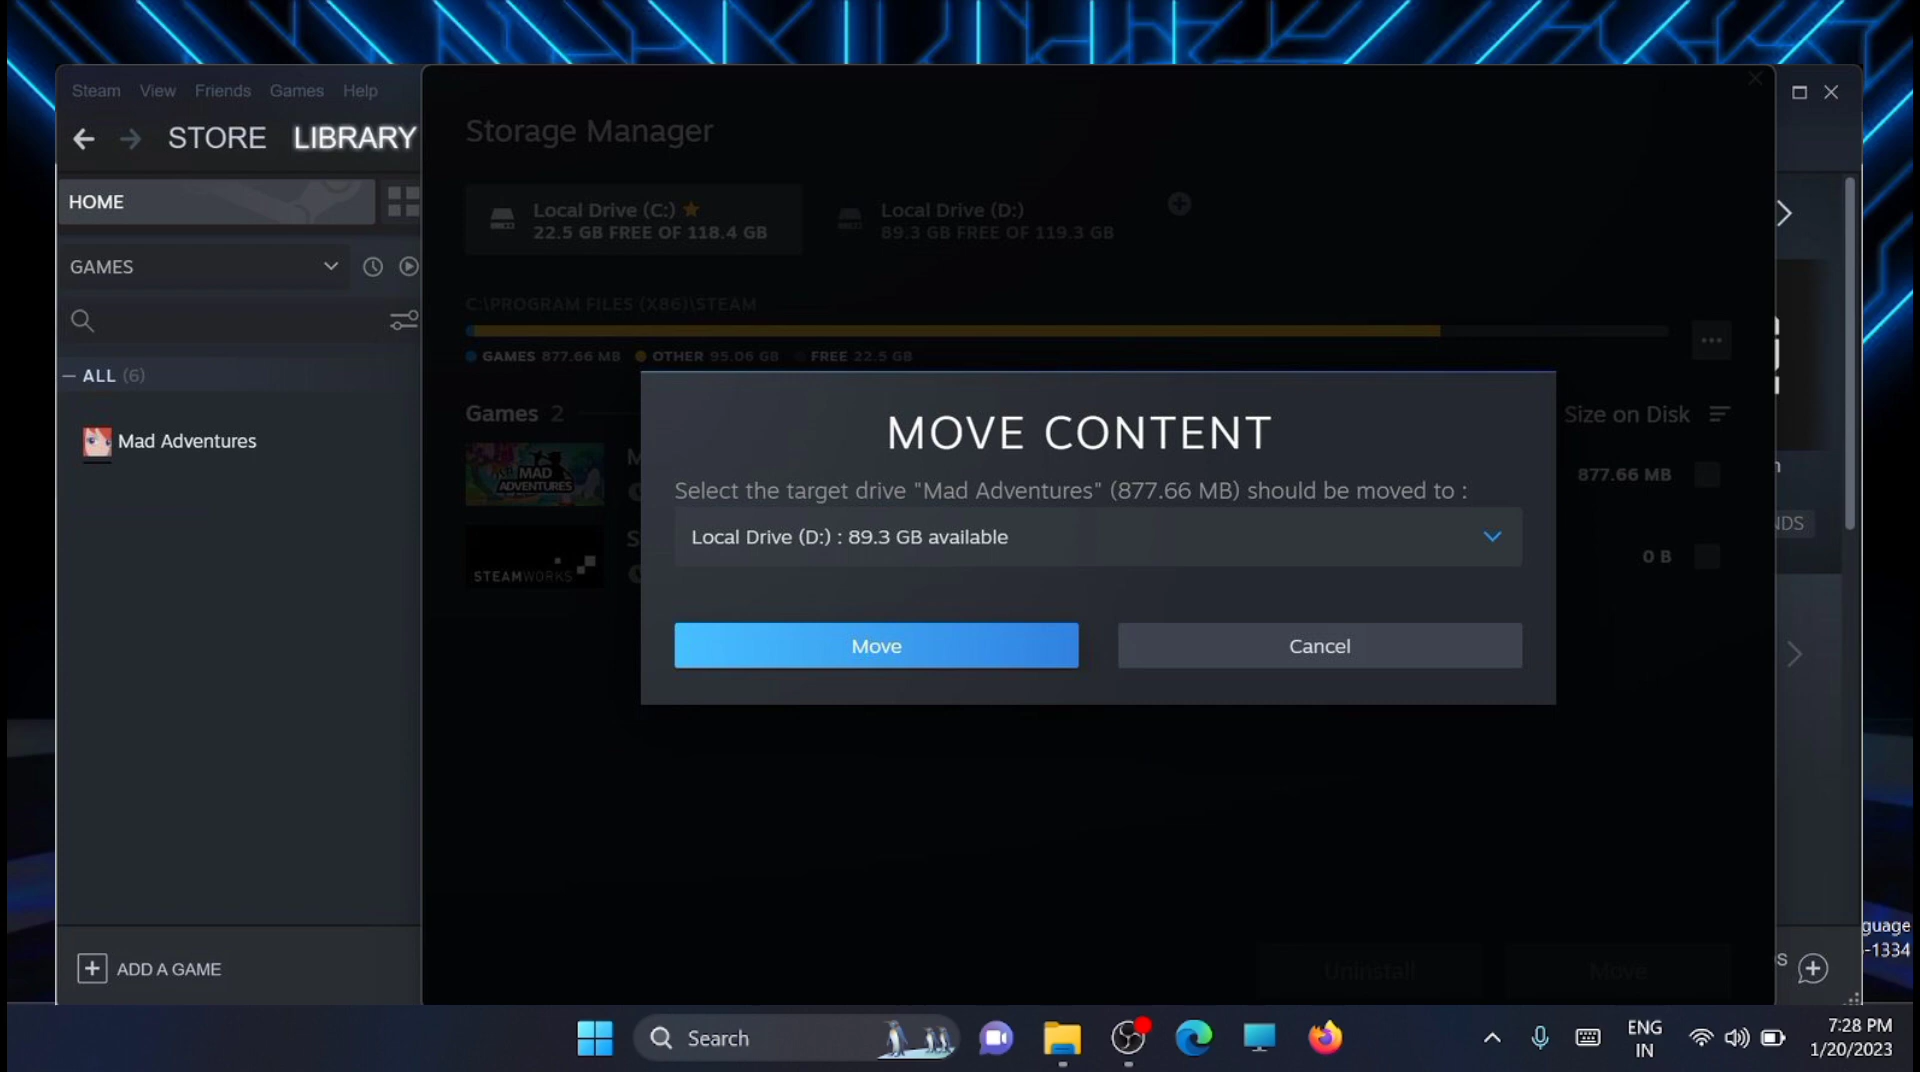 Steam View Friends Games Help
STORE LIBRARY
HOME
GAMES
ALL (6)
Mad Adventures
ADD A GAME
Storage Manager
Local Drive (C:)
22.5 GB FREE OF 118.4 GB
Local Drive (D:)
89.3 GB FREE OF 119.3 GB
C:\PROGRAM FILES (X86)\STEAM
GAMES 877.66 MB OTHER 95.06 GB FREE 22.5 GB
Games 2
Size on Disk
MAD
ADVENTURES
M
877.66 MB
STEAMWORKS
S
0 B
MOVE CONTENT
Select the target drive "Mad Adventures" (877.66 MB) should be moved to :
Local Drive (D:) : 89.3 GB available
Move Cancel
Uninstall Move
NDS
guage
-1334
S
Search
ENG
IN
7:28 PM
1/20/2023